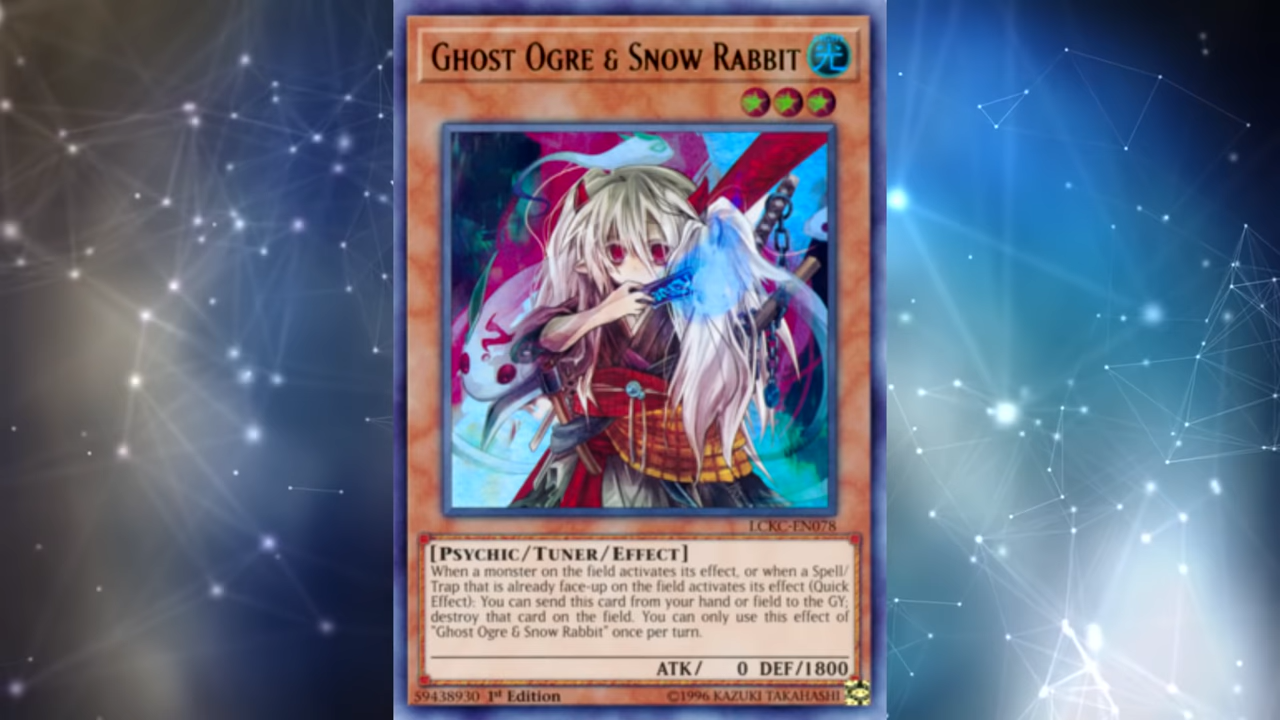 GHOST OGRE & SNOW RABBIT 光
LCKC-EN078
[PSYCHIC/TUNER/EFFECT]
When a monster on the field activates its effect, or when a Spell/
Trap that is already face-up on the field activates its effect (Quick
Effect): You can send this card from your hand or field to the GY;
destroy that card on the field. You can only use this effect of
"Ghost Ogre & Snow Rabbit" once per turn.
ATK/ 0 DEF/1800
59438930 1st Edition ©1996 KAZUKI TAKAHASHI